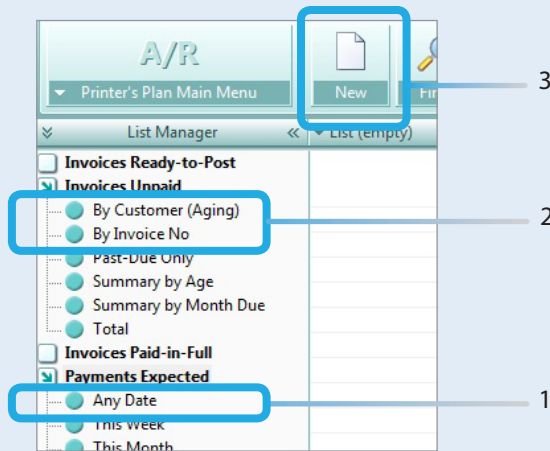 A/R
Printer's Plan Main Menu
New
3
List Manager
List (empty)
Invoices Ready-to-Post
Invoices Unpaid
By Customer (Aging)
2
By Invoice No
Past-Due Only
Summary by Age
Summary by Month Due
Total
Invoices Paid-in-Full
Payments Expected
Any Date
1
This Week
This Month